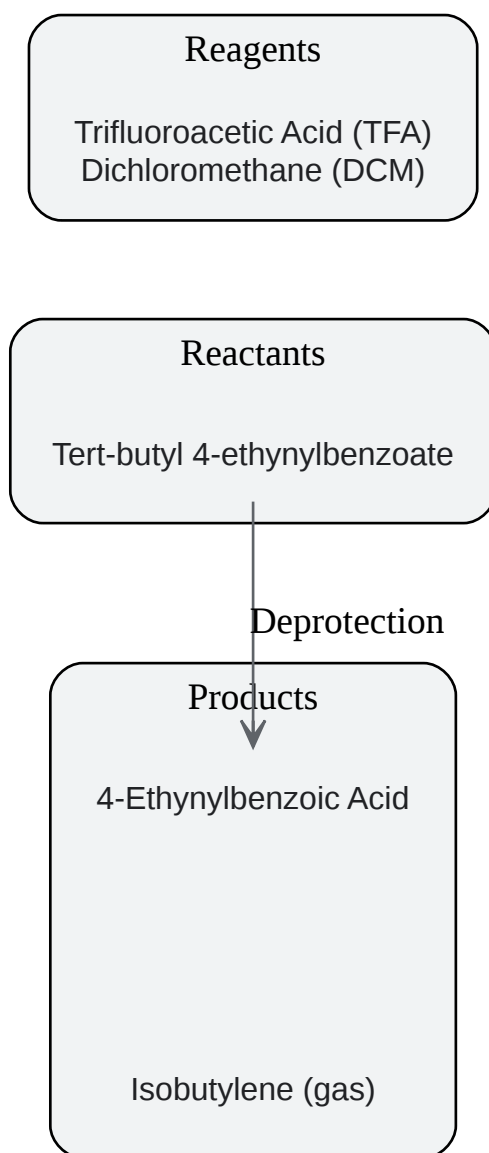 Reagents
Trifluoroacetic Acid (TFA)
Dichloromethane (DCM)
Reactants
Tert-butyl 4-ethynylbenzoate
Deprotection
Products
4-Ethynylbenzoic Acid
Isobutylene (gas)